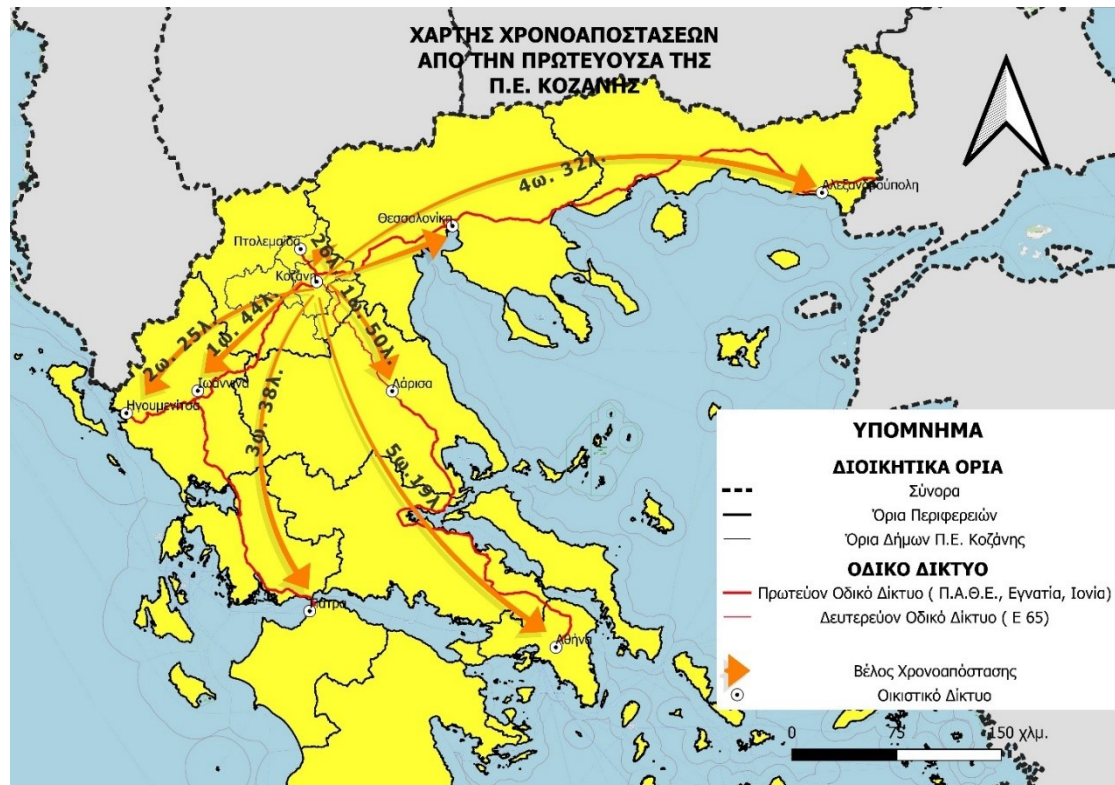 ΧΑΡΤΗΣ ΧΡΟΝΟΑΠΟΣΤΑΣΕΩΝ
ΑΠΟ ΤΗΝ ΠΡΩΤΕΥΟΥΣΑ ΤΗΣ
Π.Ε. ΚΟΖΑΝΗΣ
4ω. 32λ.
Αλεξανδρούπολη
Θεσσαλονίκη
Πτολεμαΐδα
26λ.
Κοζάνη
1ω. 50λ.
1ω. 44λ.
2ω. 25λ.
Ιωάννινα
Λάρισα
Ηγουμενίτσα
3ω. 38λ.
5ω.19λ
Πάτρα
Αθήνα
ΥΠΟΜΝΗΜΑ
ΔΙΟΙΚΗΤΙΚΑ ΟΡΙΑ
Σύνορα
Όρια Περιφερειών
Όρια Δήμων Π.Ε. Κοζάνης
ΟΔΙΚΟ ΔΙΚΤΥΟ
Πρωτεύον Οδικό Δίκτυο ( Π.Α.Θ.Ε., Εγνατία, Ιονία)
Δευτερεύον Οδικό Δίκτυο ( Ε 65)
Βέλος Χρονοαπόστασης
Οικιστικό Δίκτυο
0 75 150 χλμ.